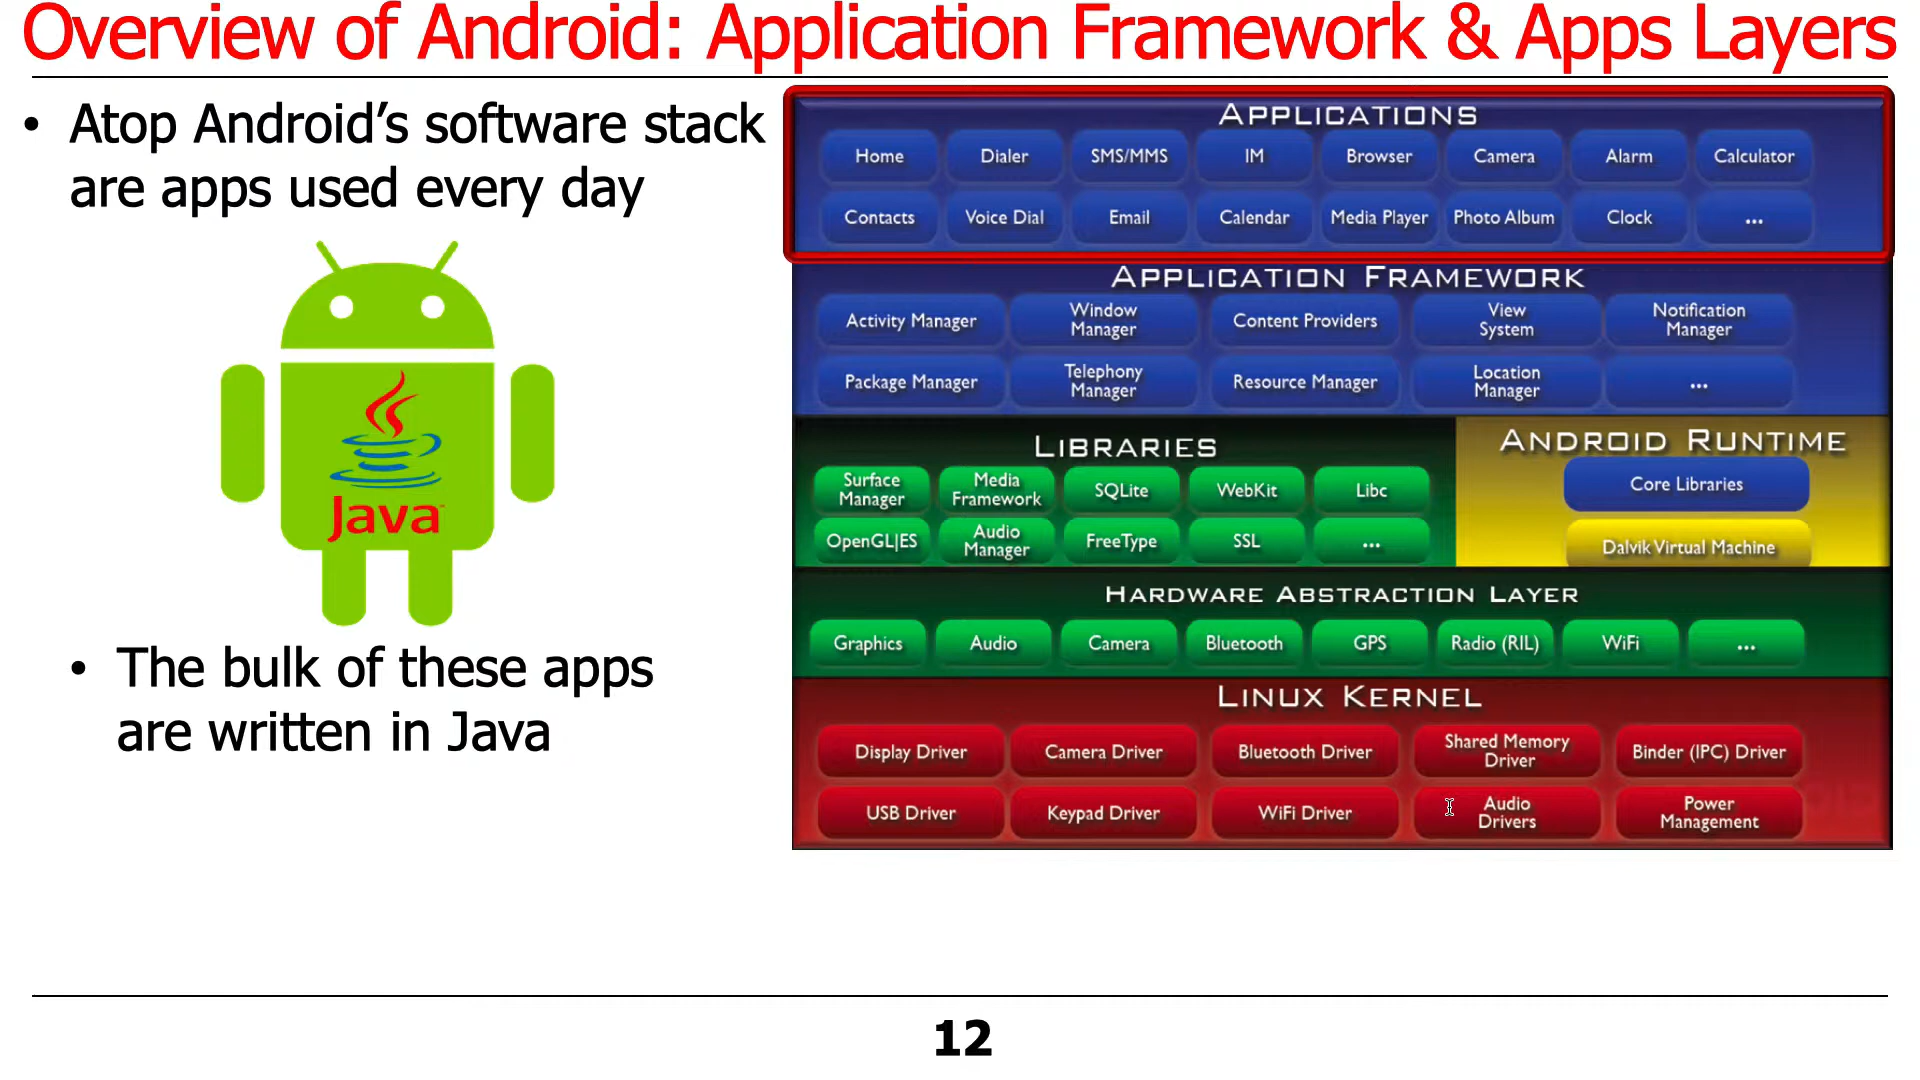 Overview of Android: Application Framework & Apps Layers
• Atop Android’s software stack
are apps used every day
Java™
• The bulk of these apps
are written in Java
APPLICATIONS
Home Dialer SMS/MMS IM Browser Camera Alarm Calculator
Contacts Voice Dial Email Calendar Media Player Photo Album Clock ...
APPLICATION FRAMEWORK
Activity Manager Window Manager Content Providers View System Notification Manager
Package Manager Telephony Manager Resource Manager Location Manager ...
LIBRARIES
Surface Manager Media Framework SQLite WebKit Libc
OpenGL|ES Audio Manager FreeType SSL ...
ANDROID RUNTIME
Core Libraries
Dalvik Virtual Machine
HARDWARE ABSTRACTION LAYER
Graphics Audio Camera Bluetooth GPS Radio (RIL) WiFi ...
LINUX KERNEL
Display Driver Camera Driver Bluetooth Driver Shared Memory Driver Binder (IPC) Driver
USB Driver Keypad Driver WiFi Driver Audio Drivers Power Management
12